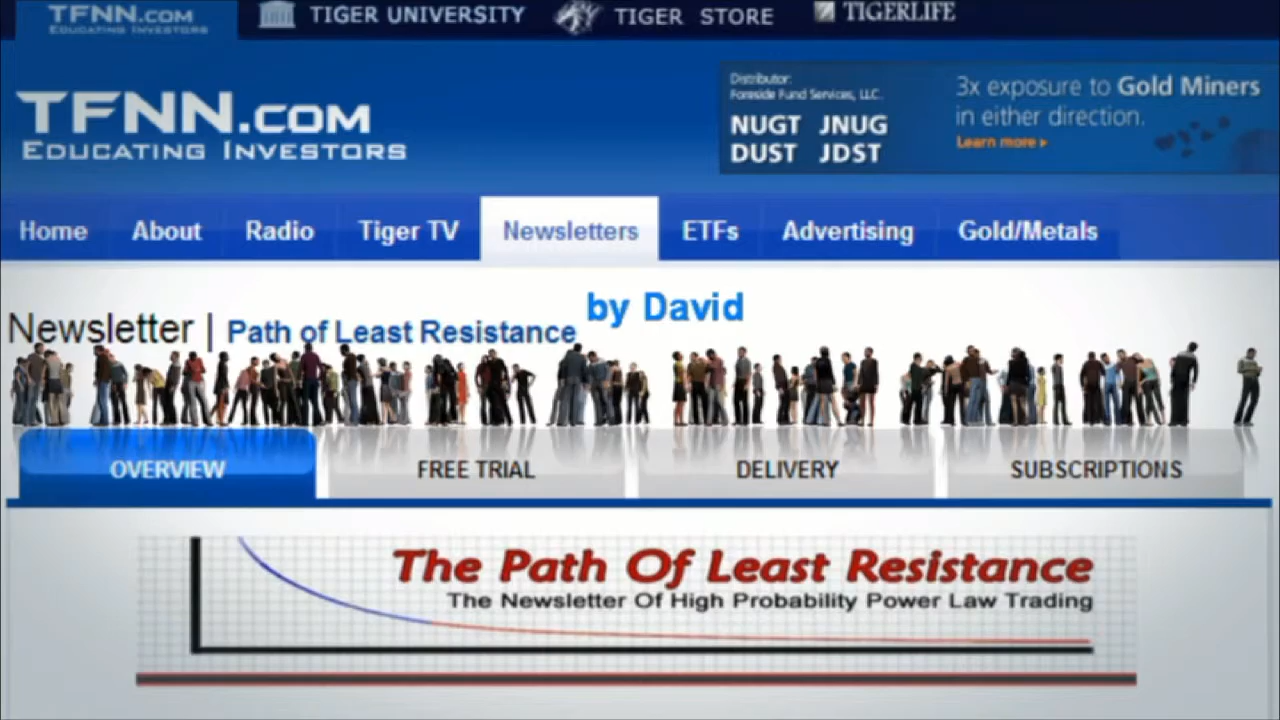 TFNN.COM
EDUCATING INVESTORS
TIGER UNIVERSITY
TIGER STORE
TIGERLIFE
TFNN.COM
EDUCATING INVESTORS
Distributor:
Foreside Fund Services, LLC.
NUGT JNUG
DUST JDST
3x exposure to Gold Miners
in either direction.
Learn more
Home About Radio Tiger TV Newsletters ETFs Advertising Gold/Metals
by David
Newsletter | Path of Least Resistance
OVERVIEW FREE TRIAL DELIVERY SUBSCRIPTIONS
The Path Of Least Resistance
The Newsletter Of High Probability Power Law Trading